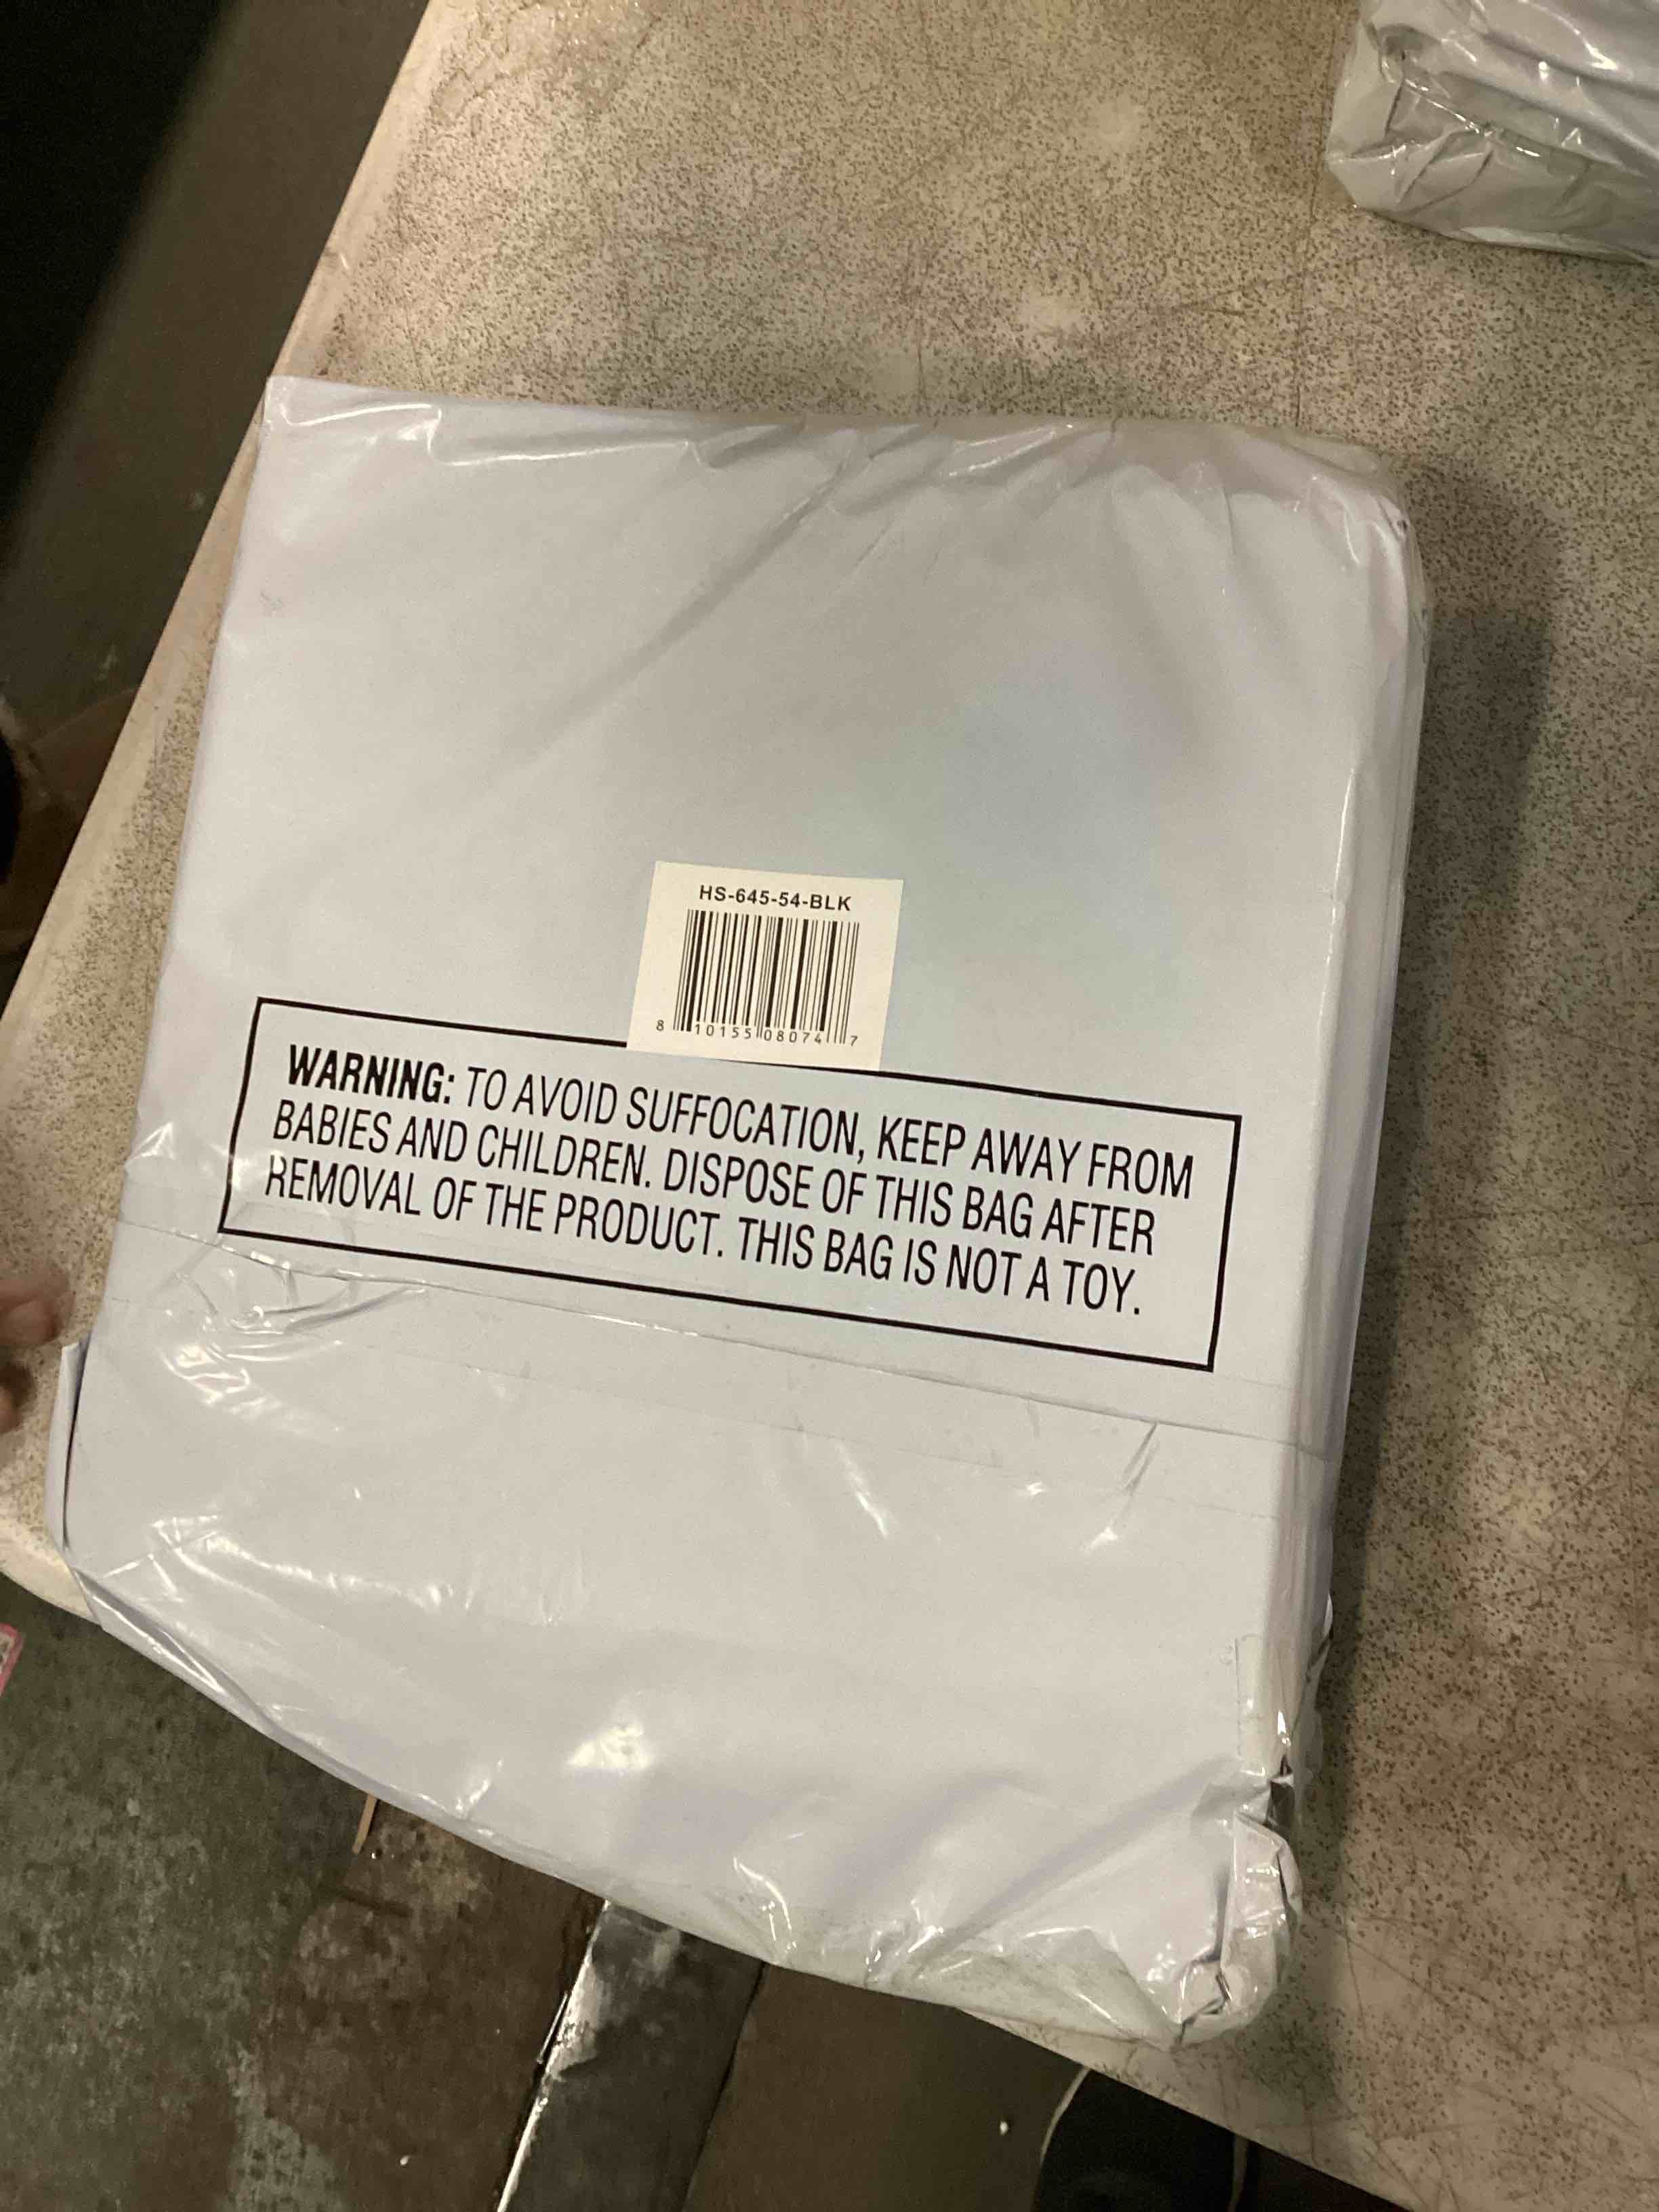 HS-645-54-BLK
8 10155 08074 7
WARNING: TO AVOID SUFFOCATION, KEEP AWAY FROM
BABIES AND CHILDREN. DISPOSE OF THIS BAG AFTER
REMOVAL OF THE PRODUCT. THIS BAG IS NOT A TOY.